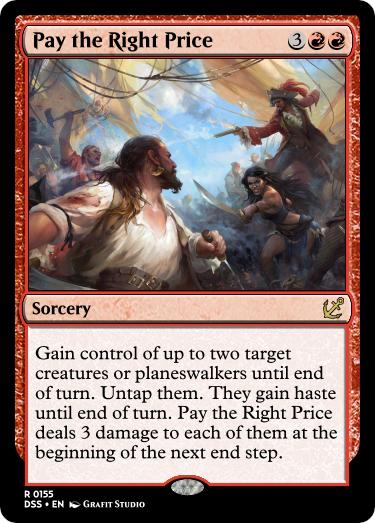 Pay the Right Price 3
Sorcery
Gain control of up to two target
creatures or planeswalkers until end
of turn. Untap them. They gain haste
until end of turn. Pay the Right Price
deals 3 damage to each of them at the
beginning of the next end step.
R 0155
DSS • EN Grafit Studio